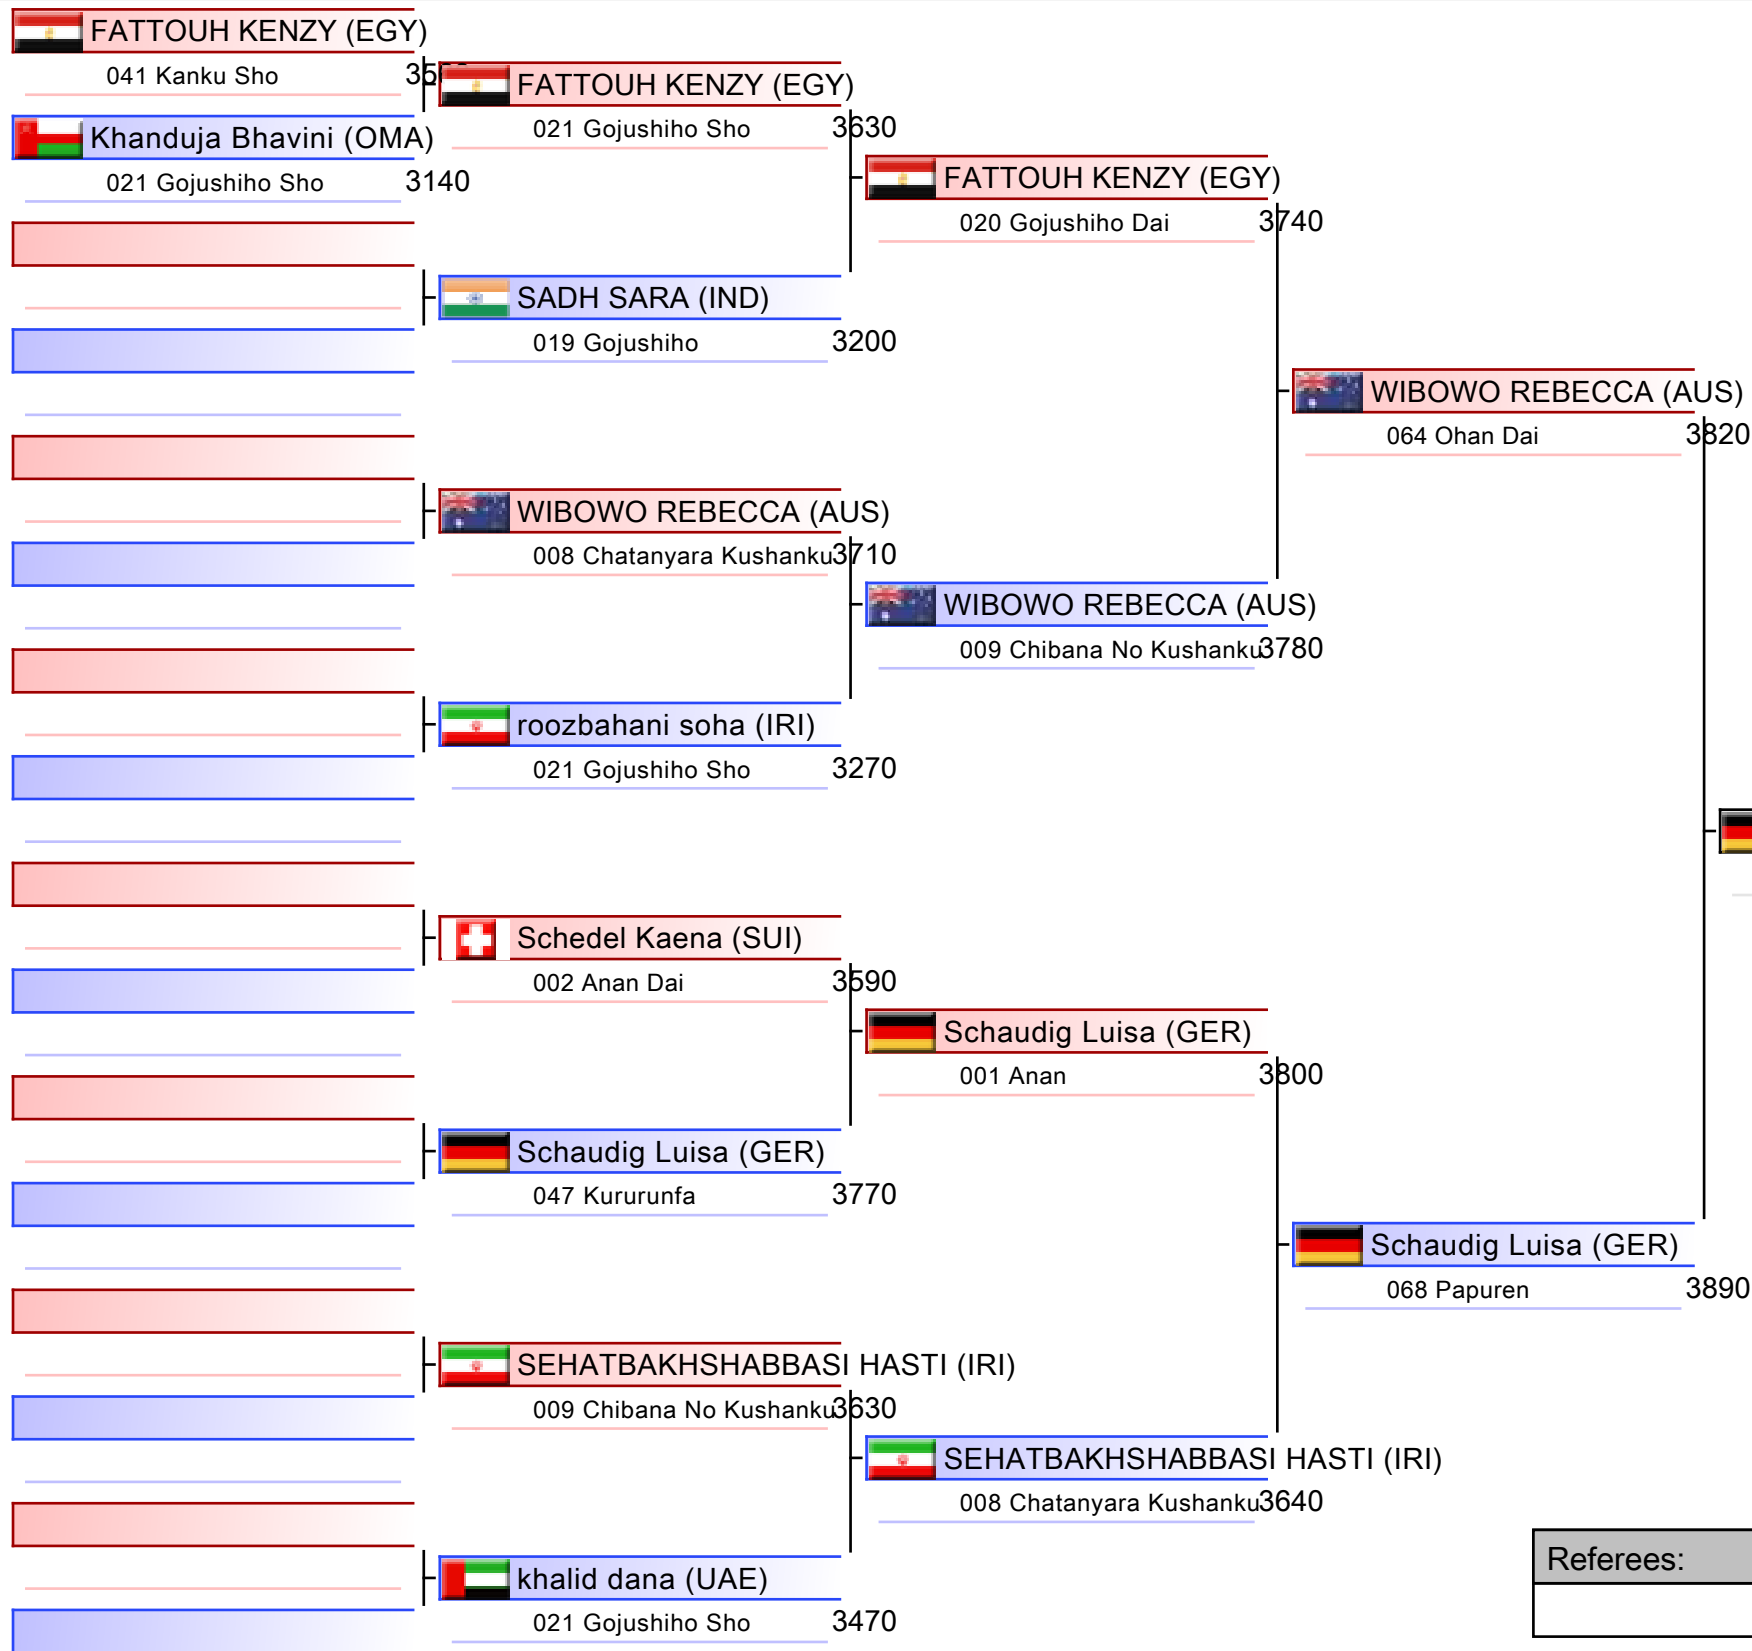 FATTOUH KENZY (EGY)
041 Kanku Sho
Khanduja Bhavini (OMA)
021 Gojushiho Sho 3140
FATTOUH KENZY (EGY)
021 Gojushiho Sho 3630
SADH SARA (IND)
019 Gojushiho 3200
WIBOWO REBECCA (AUS)
008 Chatanyara Kushanku 3710
roozbahani soha (IRI)
021 Gojushiho Sho 3270
Schedel Kaena (SUI)
002 Anan Dai 3590
Schaudig Luisa (GER)
047 Kururunfa 3770
SEHATBAKHSHABBASI HASTI (IRI)
009 Chibana No Kushanku 3630
khalid dana (UAE)
021 Gojushiho Sho 3470
FATTOUH KENZY (EGY)
020 Gojushiho Dai 3740
WIBOWO REBECCA (AUS)
009 Chibana No Kushanku 3780
Schaudig Luisa (GER)
001 Anan 3800
SEHATBAKHSHABBASI HASTI (IRI)
008 Chatanyara Kushanku 3640
WIBOWO REBECCA (AUS)
064 Ohan Dai 3820
Schaudig Luisa (GER)
068 Papuren 3890
Referees: